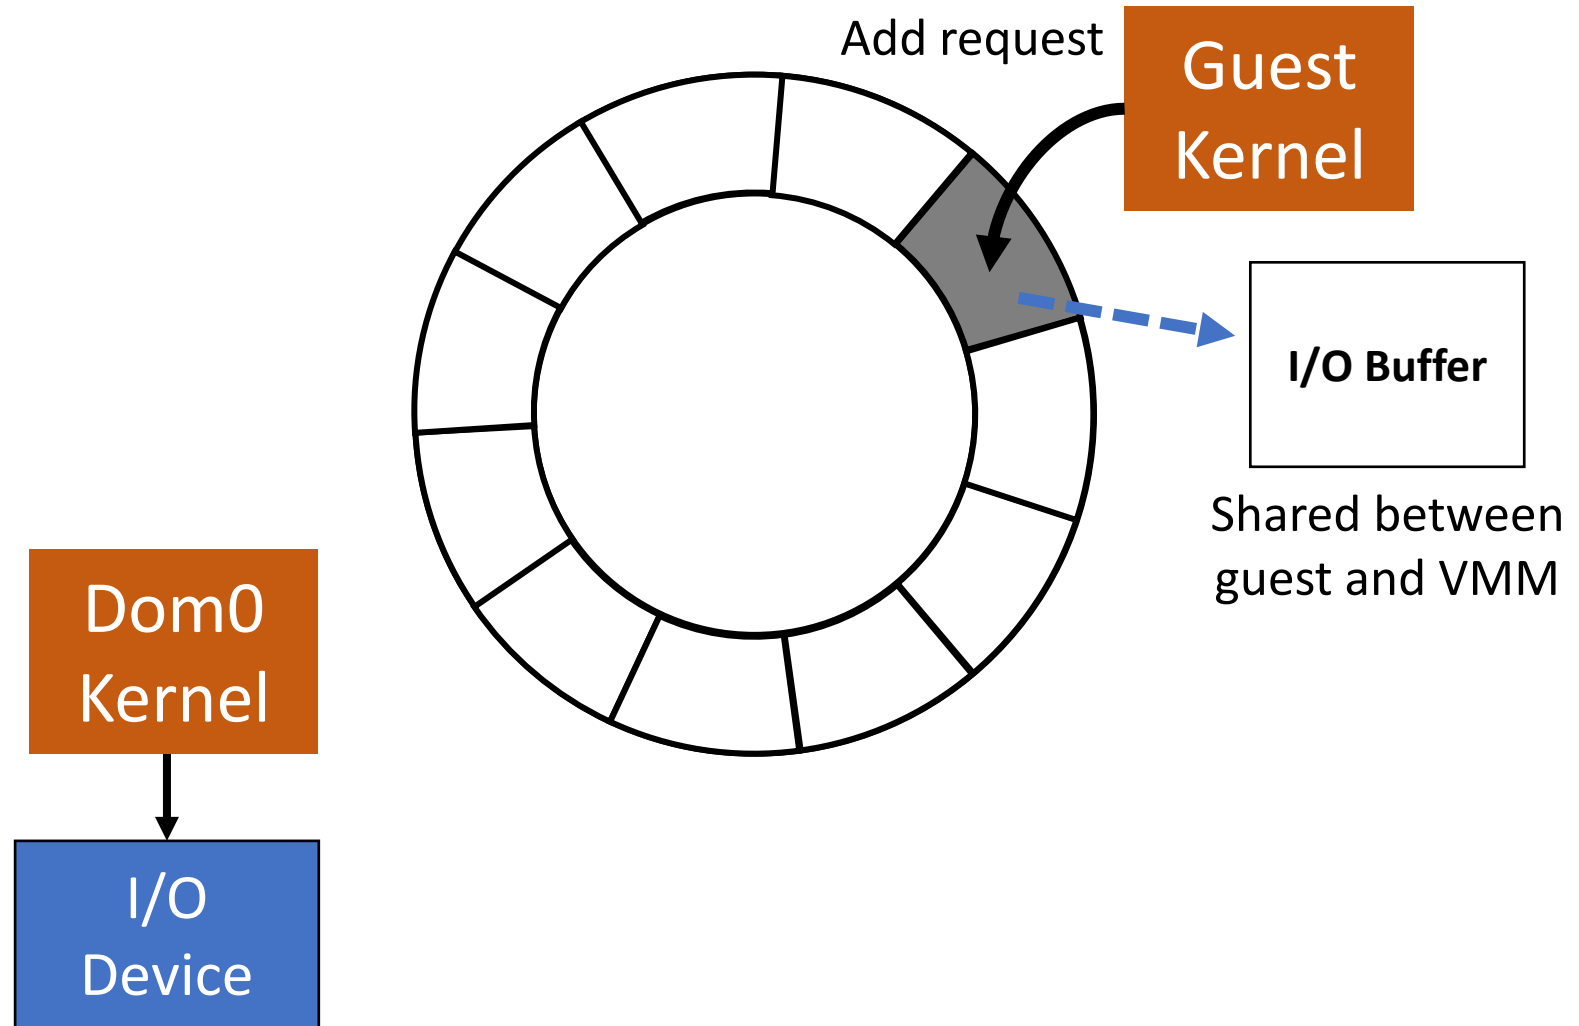 Add request
Guest
Kernel
I/O Buffer
Shared between
guest and VMM
Dom0
Kernel
I/O
Device